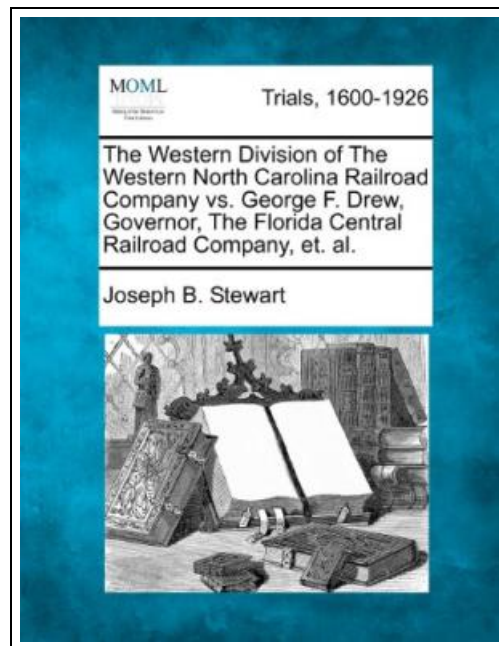 MOML
Trials, 1600-1926
The Western Division of The
Western North Carolina Railroad
Company vs. George F. Drew,
Governor, The Florida Central
Railroad Company, et. al.
Joseph B. Stewart